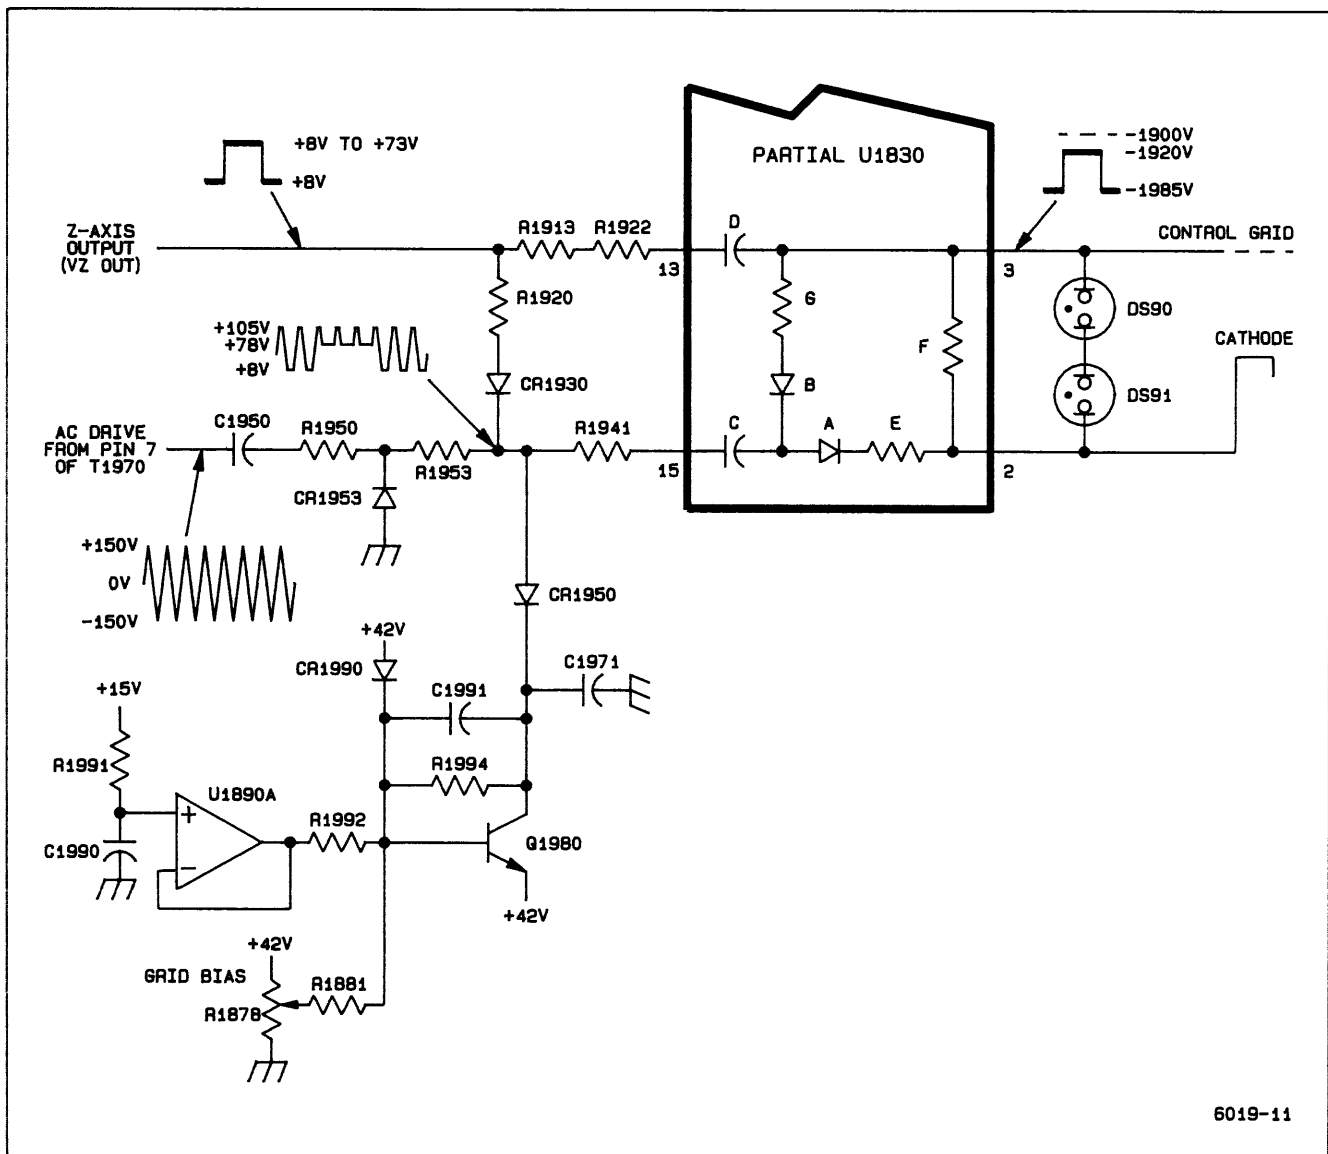 PARTIAL U1830
+8V TO +73V
+8V
-1900V
-1920V
-1985V
Z-AXIS
OUTPUT
(VZ OUT)
R1913
R1922
D
13
3
CONTROL GRID
R1920
G
F
DS90
+105V
+78V
+8V
CR1930
B
CATHODE
DS91
AC DRIVE
FROM PIN 7
OF T1970
C1950
R1950
R1953
R1941
15
C
A
E
2
CR1953
+150V
0V
-150V
CR1950
+42V
CR1990
C1991
C1971
+15V
R1991
R1994
U1890A
+
-
R1992
Q1980
C1990
+42V
+42V
GRID BIAS
R1878
R1881
6019-11